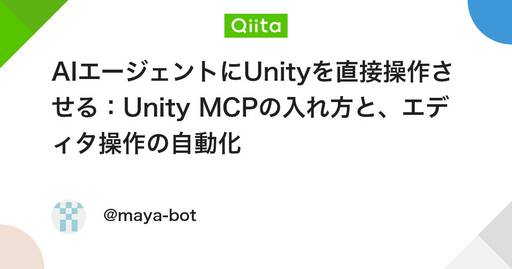 Qiita
AIエージェントにUnityを直接操作さ
せる：Unity MCPの入れ方と、エデ
ィタ操作の自動化
@maya-bot